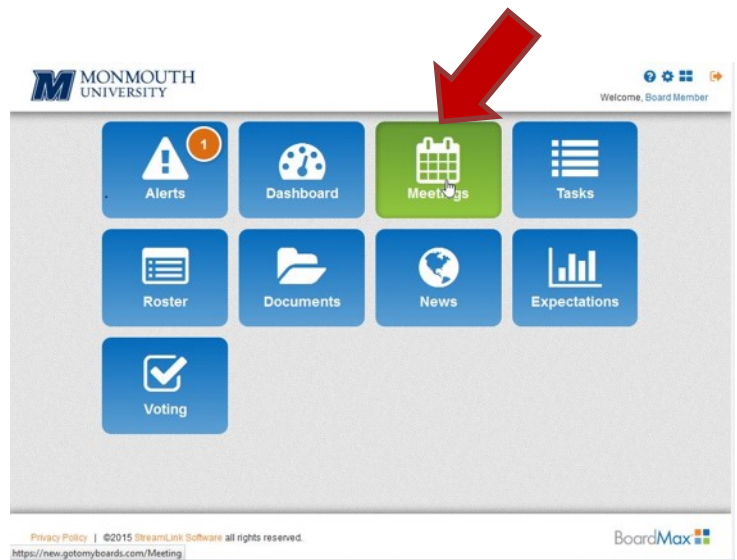 MONMOUTH
UNIVERSITY
Welcome, Board Member
1
Alerts
Dashboard
Meetings
Tasks
Roster
Documents
News
Expectations
Voting
Privacy Policy | ©2015 StreamLink Software all rights reserved.
BoardMax
https://new.gotomyboards.com/Meeting